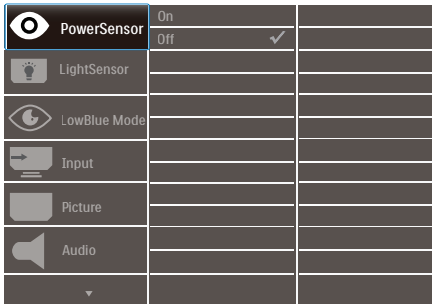 PowerSensor
On
Off
LightSensor
LowBlue Mode
Input
Picture
Audio